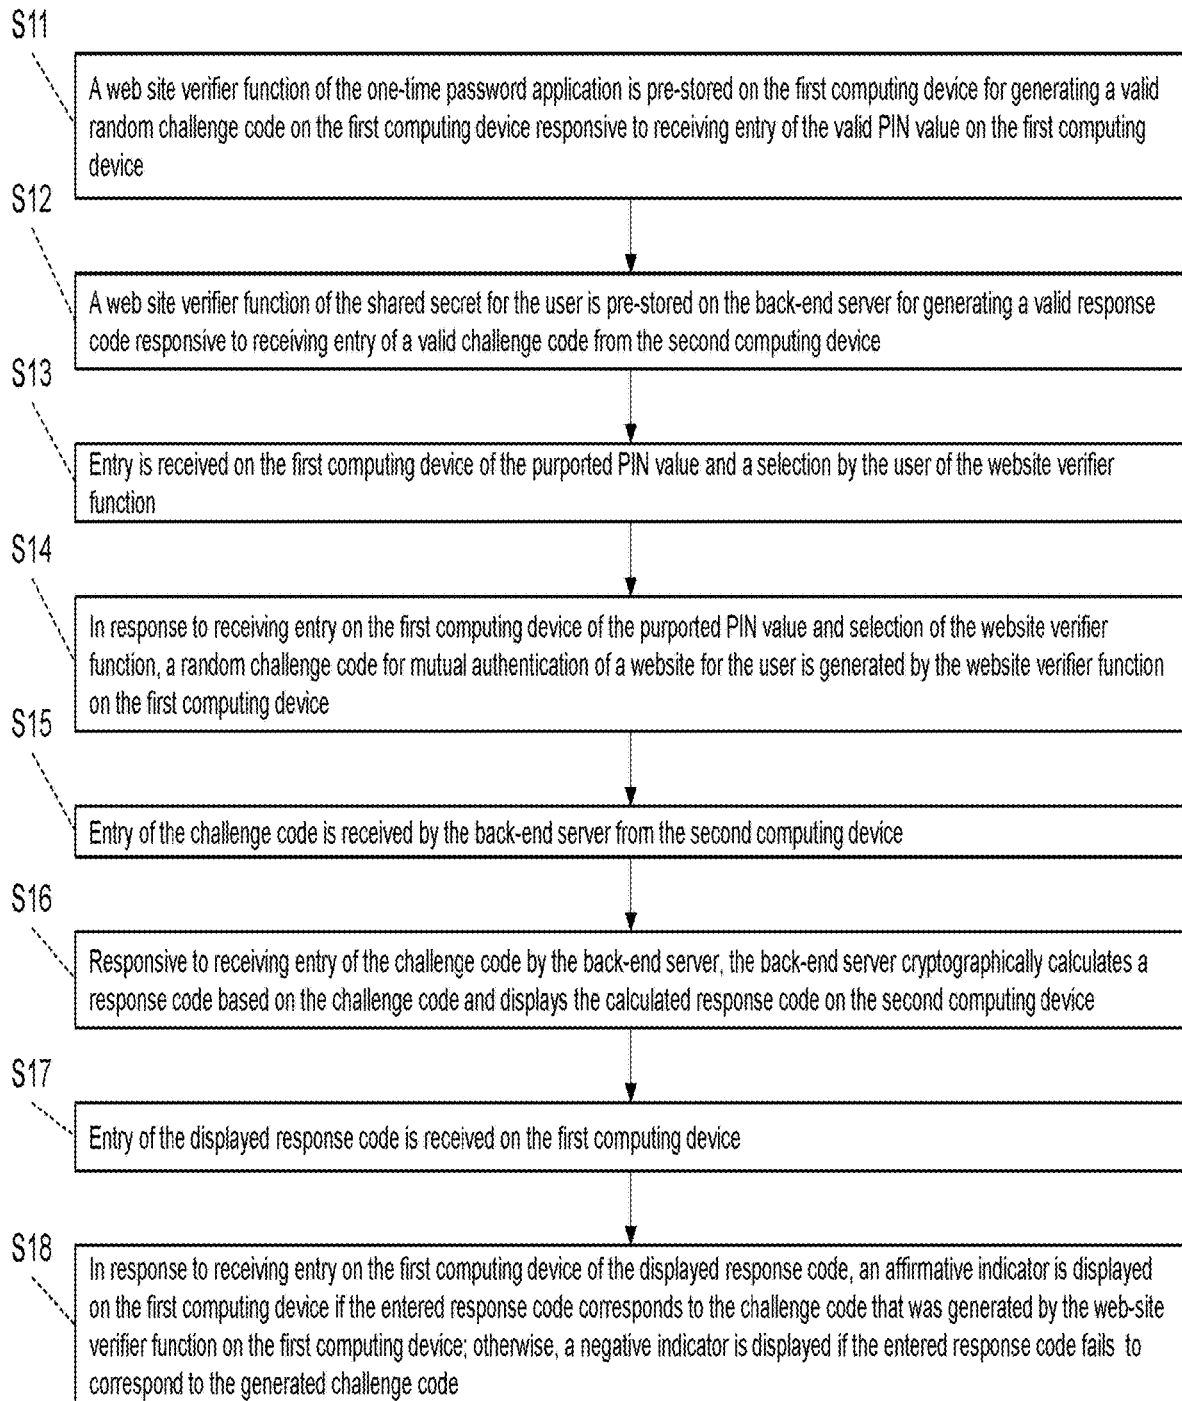 S11
A web site verifier function of the one-time password application is pre-stored on the first computing device for generating a valid
random challenge code on the first computing device responsive to receiving entry of the valid PIN value on the first computing
device
S12
A web site verifier function of the shared secret for the user is pre-stored on the back-end server for generating a valid response
code responsive to receiving entry of a valid challenge code from the second computing device
S13
Entry is received on the first computing device of the purported PIN value and a selection by the user of the website verifier
function
S14
In response to receiving entry on the first computing device of the purported PIN value and selection of the website verifier
function, a random challenge code for mutual authentication of a website for the user is generated by the website verifier function
on the first computing device
S15
Entry of the challenge code is received by the back-end server from the second computing device
S16
Responsive to receiving entry of the challenge code by the back-end server, the back-end server cryptographically calculates a
response code based on the challenge code and displays the calculated response code on the second computing device
S17
Entry of the displayed response code is received on the first computing device
S18
In response to receiving entry on the first computing device of the displayed response code, an affirmative indicator is displayed
on the first computing device if the entered response code corresponds to the challenge code that was generated by the web-site
verifier function on the first computing device; otherwise, a negative indicator is displayed if the entered response code fails to
correspond to the generated challenge code